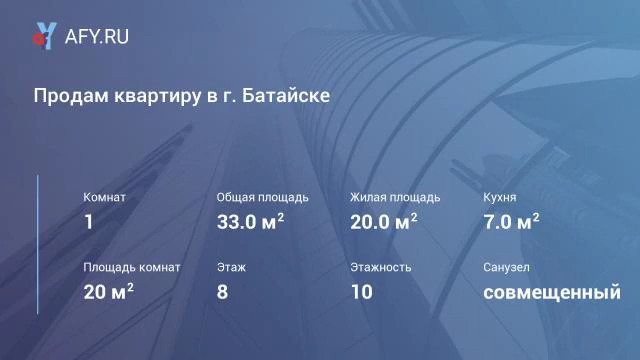 AFY.RU
Продам квартиру в г. Батайске
Комнат
1
Общая площадь
33.0 м²
Жилая площадь
20.0 м²
Кухня
7.0 м²
Площадь комнат
20 м²
Этаж
8
Этажность
10
Санузел
совмещенный